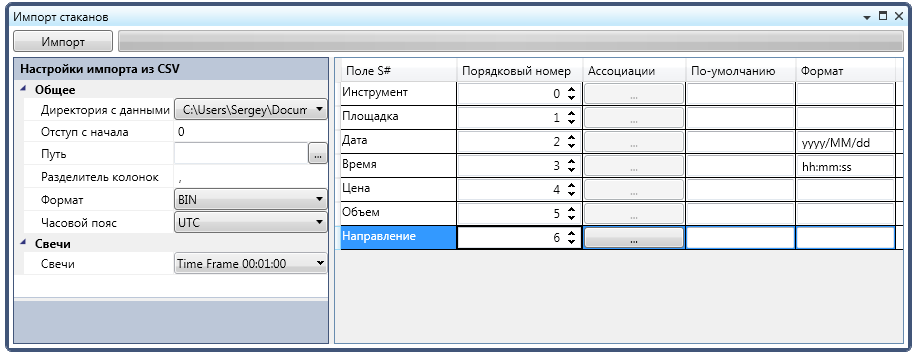 Импорт стаканов
Импорт
Настройки импорта из CSV
Общее
Директория с данными C:\Users\Sergey\Docum
Отступ с начала 0
Путь ...
Разделитель колонок ,
Формат BIN
Часовой пояс UTC
Свечи
Свечи Time Frame 00:01:00
Поле S# Порядковый номер Ассоциации По-умолчанию Формат
Инструмент 0 ...
Площадка 1 ...
Дата 2 ... yyyy/MM/dd
Время 3 ... hh:mm:ss
Цена 4 ...
Объем 5 ...
Направление 6 ...